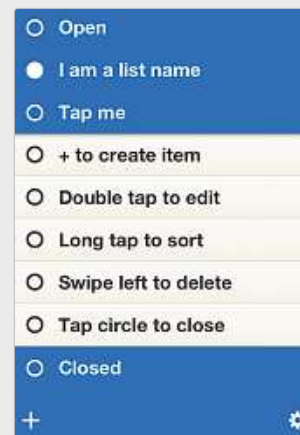 Open
I am a list name
Tap me
+ to create item
Double tap to edit
Long tap to sort
Swipe left to delete
Tap circle to close
Closed
+